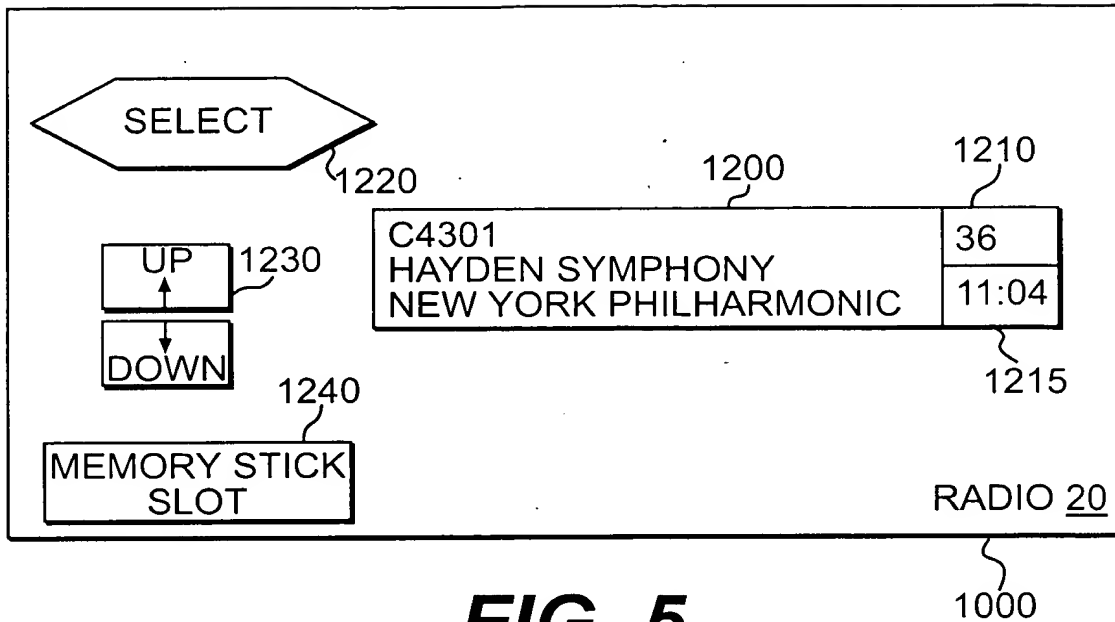 SELECT
1220
1200
1210
C4301
HAYDEN SYMPHONY
NEW YORK PHILHARMONIC
36
11:04
1215
UP
1230
DOWN
1240
MEMORY STICK
SLOT
RADIO 20
1000
FIG. 5